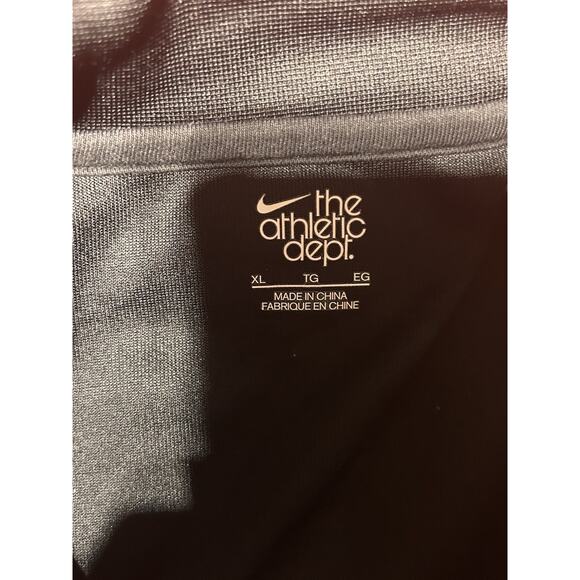 the
athletic
dept.
XL TG EG
MADE IN CHINA
FABRIQUE EN CHINE